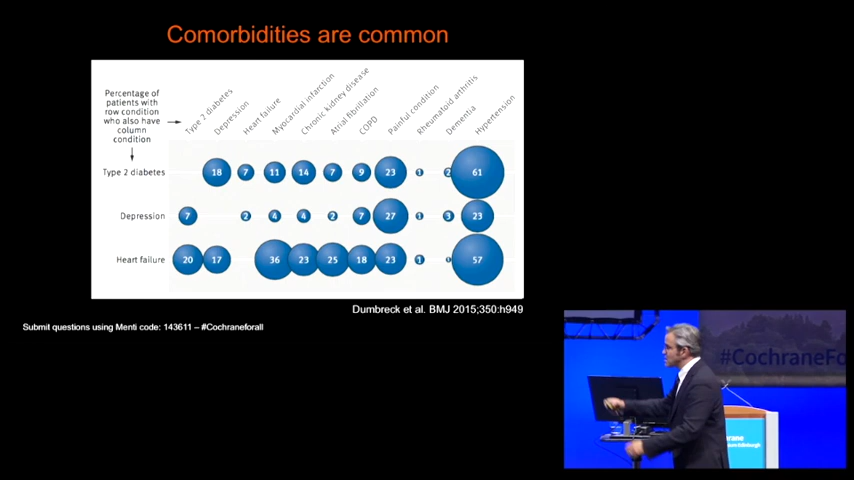 Comorbidities are common
Percentage of
patients with
row condition
who also have
column
condition
Type 2 diabetes
Depression
Heart failure
Myocardial infarction
Chronic kidney disease
Atrial fibrillation
COPD
Painful condition
Rheumatoid arthritis
Dementia
Hypertension
Type 2 diabetes 18 7 11 14 7 9 23 1 2 61
Depression 7 2 4 4 2 7 27 1 3 23
Heart failure 20 17 36 23 25 18 23 1 57
Dumbreck et al. BMJ 2015;350:h949
Submit questions using Menti code: 143611 – #Cochraneforall
#CochraneFo